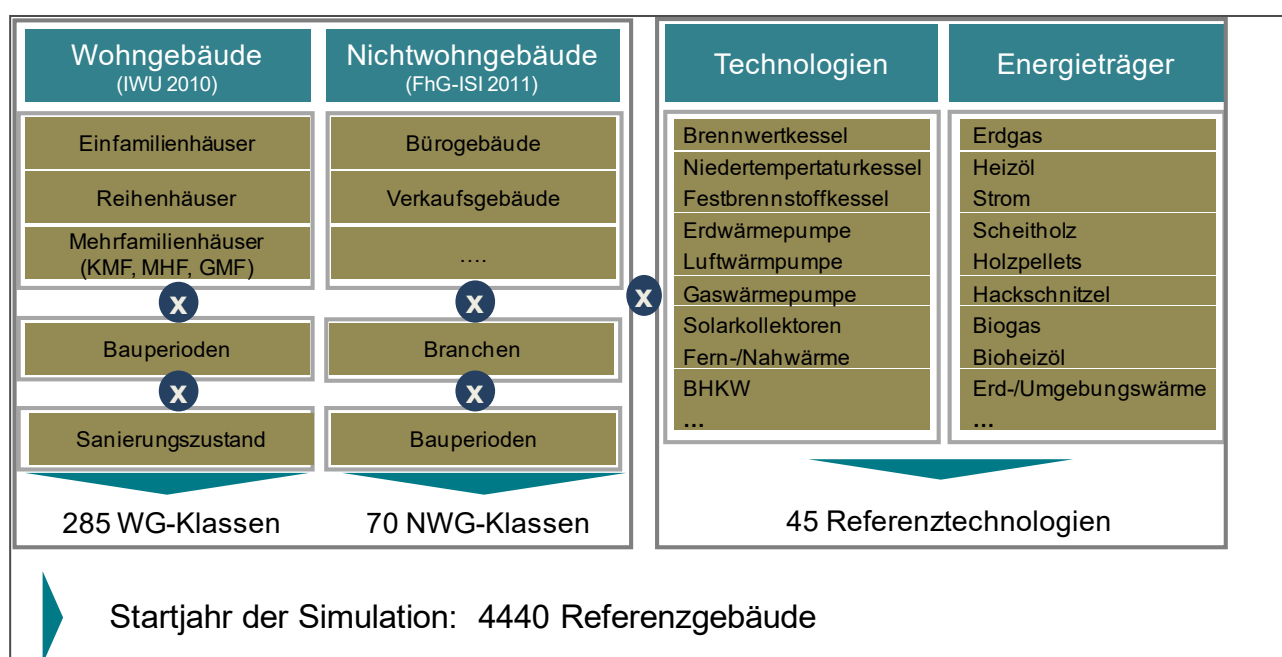 Wohngebäude
(IWU 2010)
Einfamilienhäuser
Reihenhäuser
Mehrfamilienhäuser
(KMF, MHF, GMF)
x
Bauperioden
x
Sanierungszustand
285 WG-Klassen
Nichtwohngebäude
(FhG-ISI 2011)
Bürogebäude
Verkaufsgebäude
....
x
Branchen
x
Bauperioden
70 NWG-Klassen
x
Technologien
Brennwertkessel
Niedertempertaturkessel
Festbrennstoffkessel
Erdwärmepumpe
Luftwärmpumpe
Gaswärmepumpe
Solarkollektoren
Fern-/Nahwärme
BHKW
...
Energieträger
Erdgas
Heizöl
Strom
Scheitholz
Holzpellets
Hackschnitzel
Biogas
Bioheizöl
Erd-/Umgebungswärme
...
45 Referenztechnologien
Startjahr der Simulation: 4440 Referenzgebäude